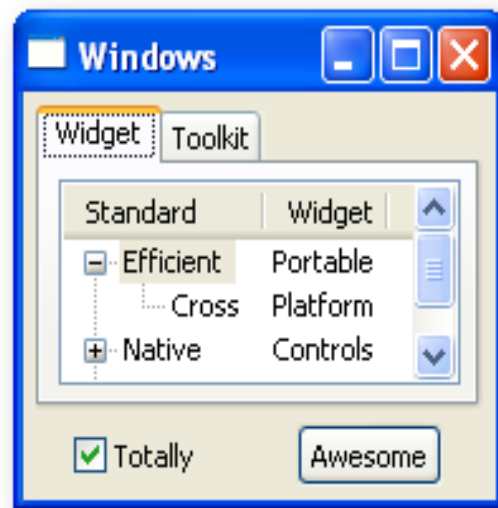 Windows
Widget Toolkit
Standard Widget
Efficient Portable
Cross Platform
Native Controls
Totally Awesome